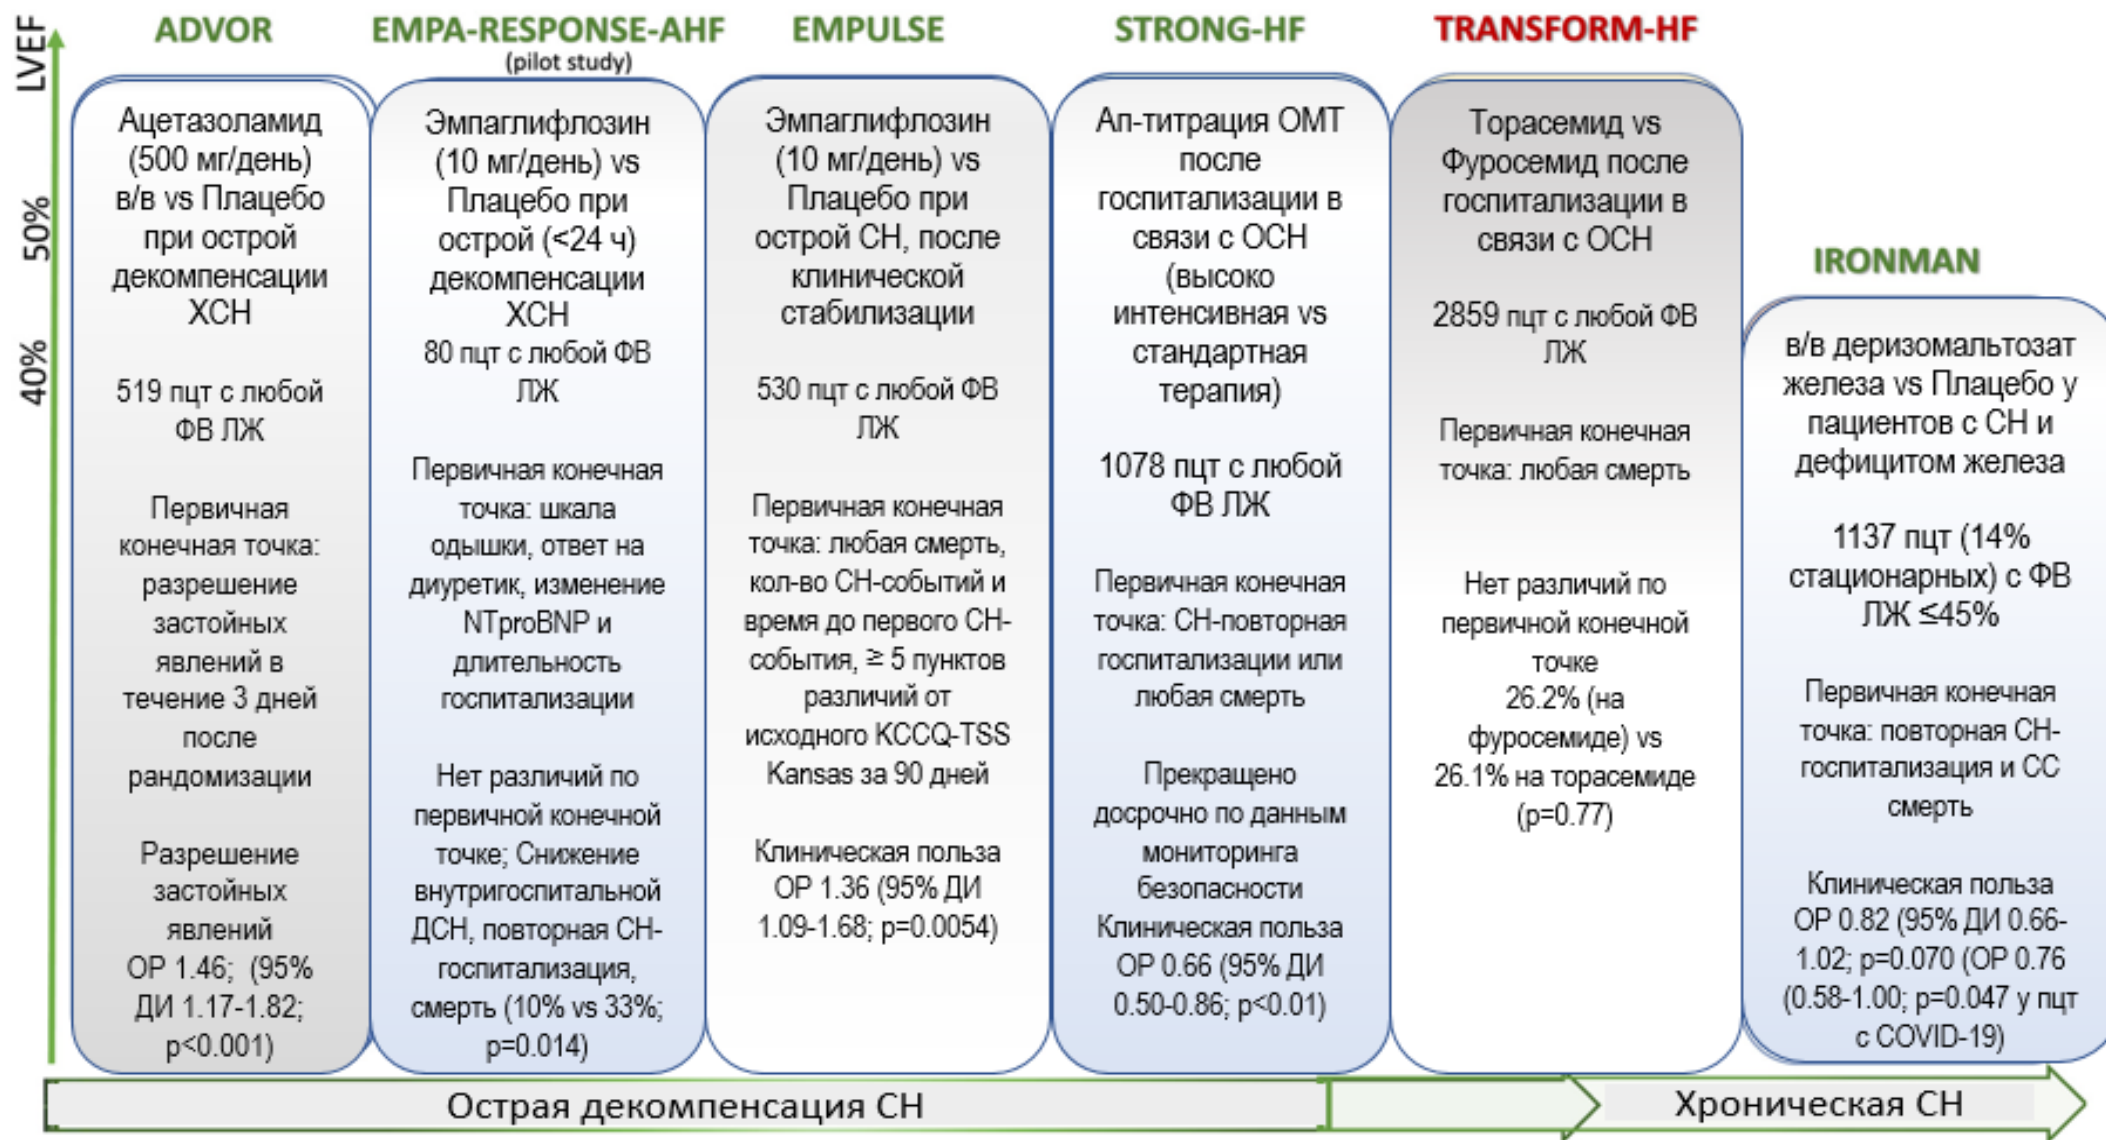 LVEF
50%
40%
ADVOR
Ацетазоламид
(500 мг/день)
в/в vs Плацебо
при острой
декомпенсации
ХСН
519 пцт с любой
ФВ ЛЖ
Первичная
конечная точка:
разрешение
застойных
явлений в
течение 3 дней
после
рандомизации
Разрешение
застойных
явлений
ОР 1.46; (95%
ДИ 1.17-1.82;
p<0.001)
EMPA-RESPONSE-AHF
(pilot study)
Эмпаглифлозин
(10 мг/день) vs
Плацебо при
острой (<24 ч)
декомпенсации
ХСН
80 пцт с любой ФВ
ЛЖ
Первичная конечная
точка: шкала
одышки, ответ на
диуретик, изменение
NTproBNP и
длительность
госпитализации
Нет различий по
первичной конечной
точке; Снижение
внутригоспитальной
ДСН, повторная СН-
госпитализация,
смерть (10% vs 33%;
p=0.014)
EMPULSE
Эмпаглифлозин
(10 мг/день) vs
Плацебо при
острой СН, после
клинической
стабилизации
530 пцт с любой ФВ
ЛЖ
Первичная конечная
точка: любая смерть,
кол-во СН-событий и
время до первого СН-
события, ≥ 5 пунктов
различий от
исходного KCCQ-TSS
Kansas за 90 дней
Клиническая польза
ОР 1.36 (95% ДИ
1.09-1.68; p=0.0054)
STRONG-HF
Ап-титрация ОМТ
после
госпитализации в
связи с ОСН
(высоко
интенсивная vs
стандартная
терапия)
1078 пцт с любой
ФВ ЛЖ
Первичная конечная
точка: СН-повторная
госпитализации или
любая смерть
Прекращено
досрочно по данным
мониторинга
безопасности
Клиническая польза
ОР 0.66 (95% ДИ
0.50-0.86; p<0.01)
TRANSFORM-HF
Торасемид vs
Фуросемид после
госпитализации в
связи с ОСН
2859 пцт с любой ФВ
ЛЖ
Первичная конечная
точка: любая смерть
Нет различий по
первичной конечной
точке
26.2% (на
фуросемиде) vs
26.1% на торасемиде
(p=0.77)
IRONMAN
в/в деризомальтозат
железа vs Плацебо у
пациентов с СН и
дефицитом железа
1137 пцт (14%
стационарных) с ФВ
ЛЖ ≤45%
Первичная конечная
точка: повторная СН-
госпитализация и СС
смерть
Клиническая польза
ОР 0.82 (95% ДИ 0.66-
1.02; p=0.070 (ОР 0.76
(0.58-1.00; p=0.047 у пцт
с COVID-19)
Острая декомпенсация СН
Хроническая СН